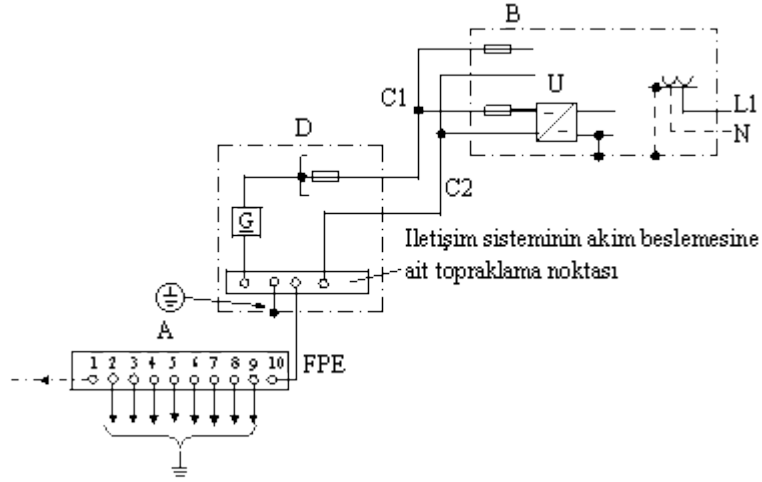 B
U
C1
L1
D
N
C2
G
Iletişim sisteminin akim beslemesine
ait topraklama noktası
A
1 2 3 4 5 6 7 8 9 10
FPE